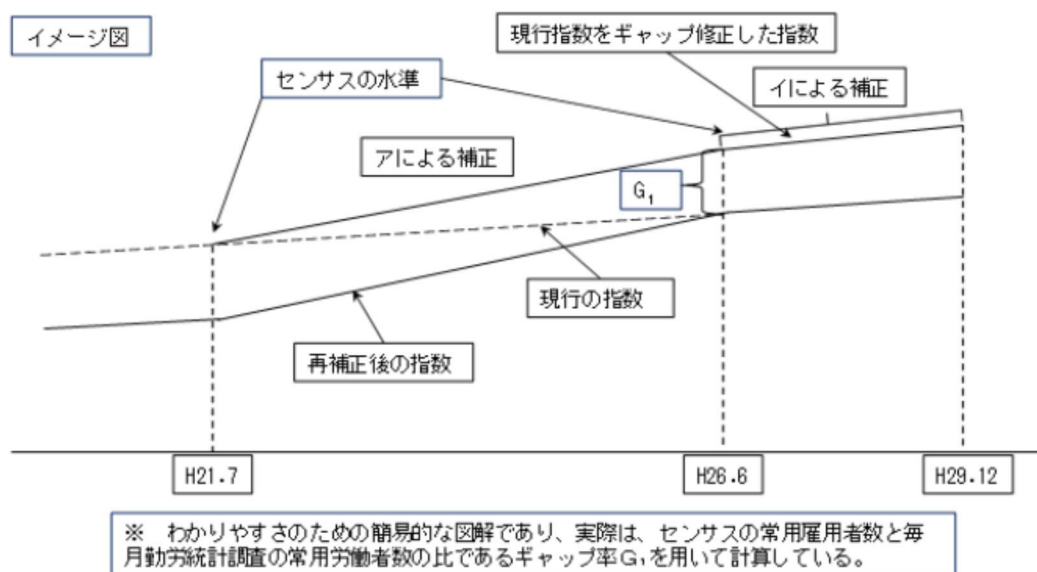 イメージ図
現行指数をギャップ修正した指数
センサスの水準
イによる補正
アによる補正
G₁
現行の指数
再補正後の指数
H21.7
H26.6
H29.12
※　わかりやすさのための簡易的な図解であり、実際は、センサスの常用雇用者数と毎
月勤労統計調査の常用労働者数の比であるギャップ率G₁を用いて計算している。